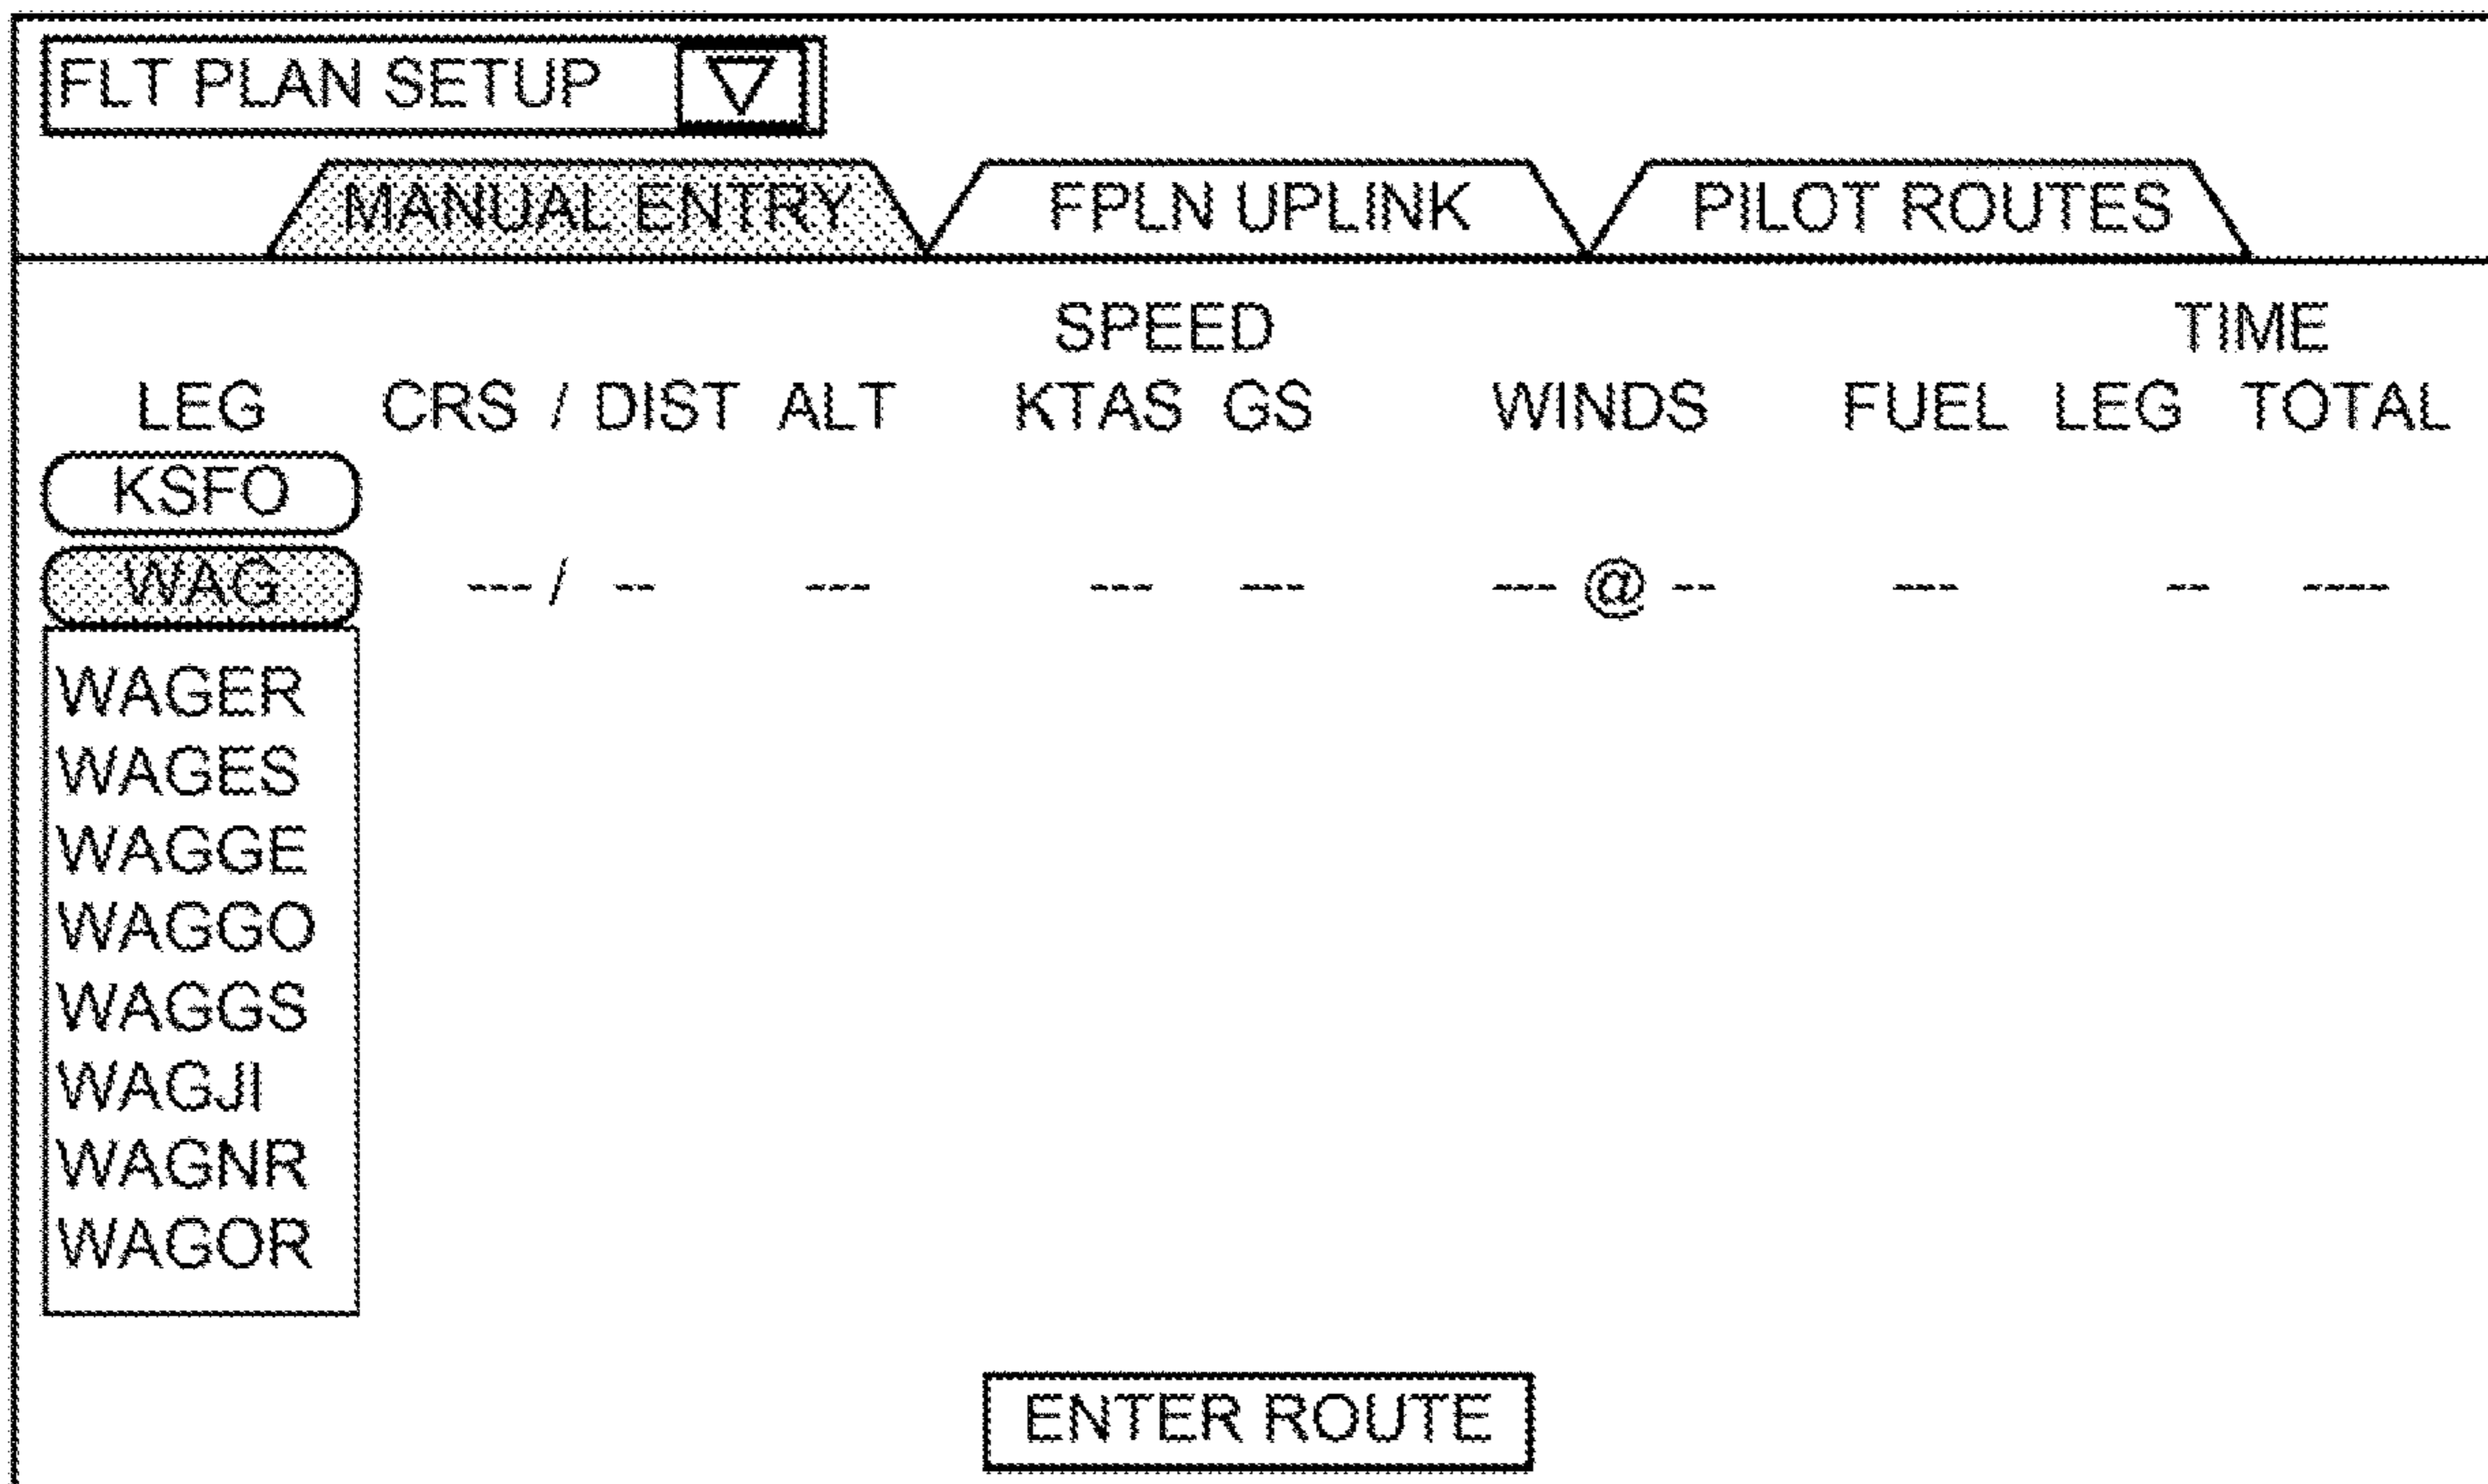 FLT PLAN SETUP
MANUAL ENTRY FPLN UPLINK PILOT ROUTES
SPEED TIME
LEG CRS / DIST ALT KTAS GS WINDS FUEL LEG TOTAL
KSFO
WAG --- / -- --- --- --- --- @ -- --- -- ----
WAGER
WAGES
WAGGE
WAGGO
WAGGS
WAGJI
WAGNR
WAGOR
ENTER ROUTE